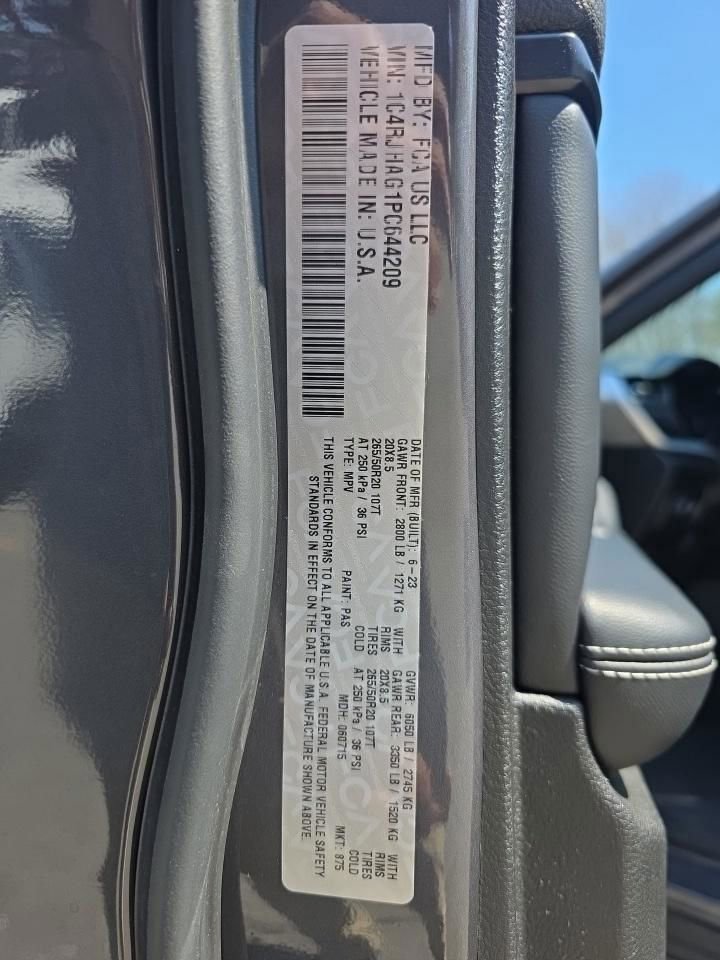 MFD BY: FCA US LLC
VIN: 1C4RJHAG1PC644209
VEHICLE MADE IN: U.S.A.
DATE OF MFR (BUILT): 6-23 GVWR: 6050 LB / 2745 KG
GAWR FRONT: 2800 LB / 1271 KG WITH GAWR REAR: 3350 LB / 1520 KG WITH
20X8.5 RIMS 20X8.5 RIMS
265/50R20 107T TIRES 265/50R20 107T TIRES
AT 250 kPa / 36 PSI COLD AT 250 kPa / 36 PSI COLD
TYPE: MPV PAINT: PAS MDH: 060715 MKT: 875
THIS VEHICLE CONFORMS TO ALL APPLICABLE U.S.A. FEDERAL MOTOR VEHICLE SAFETY
STANDARDS IN EFFECT ON THE DATE OF MANUFACTURE SHOWN ABOVE.